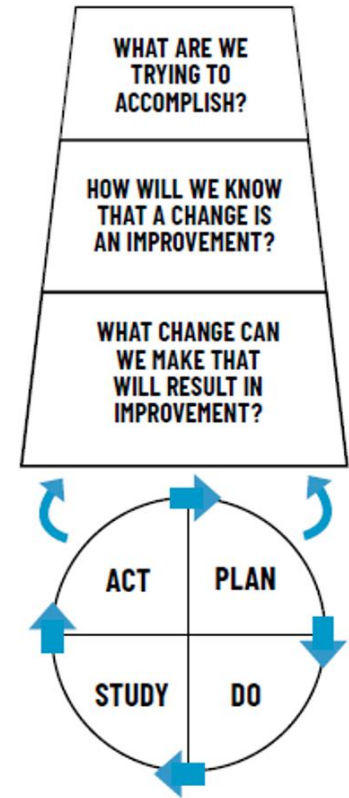 WHAT ARE WE
TRYING TO
ACCOMPLISH?
HOW WILL WE KNOW
THAT A CHANGE IS
AN IMPROVEMENT?
WHAT CHANGE CAN
WE MAKE THAT
WILL RESULT IN
IMPROVEMENT?
ACT
PLAN
STUDY
DO